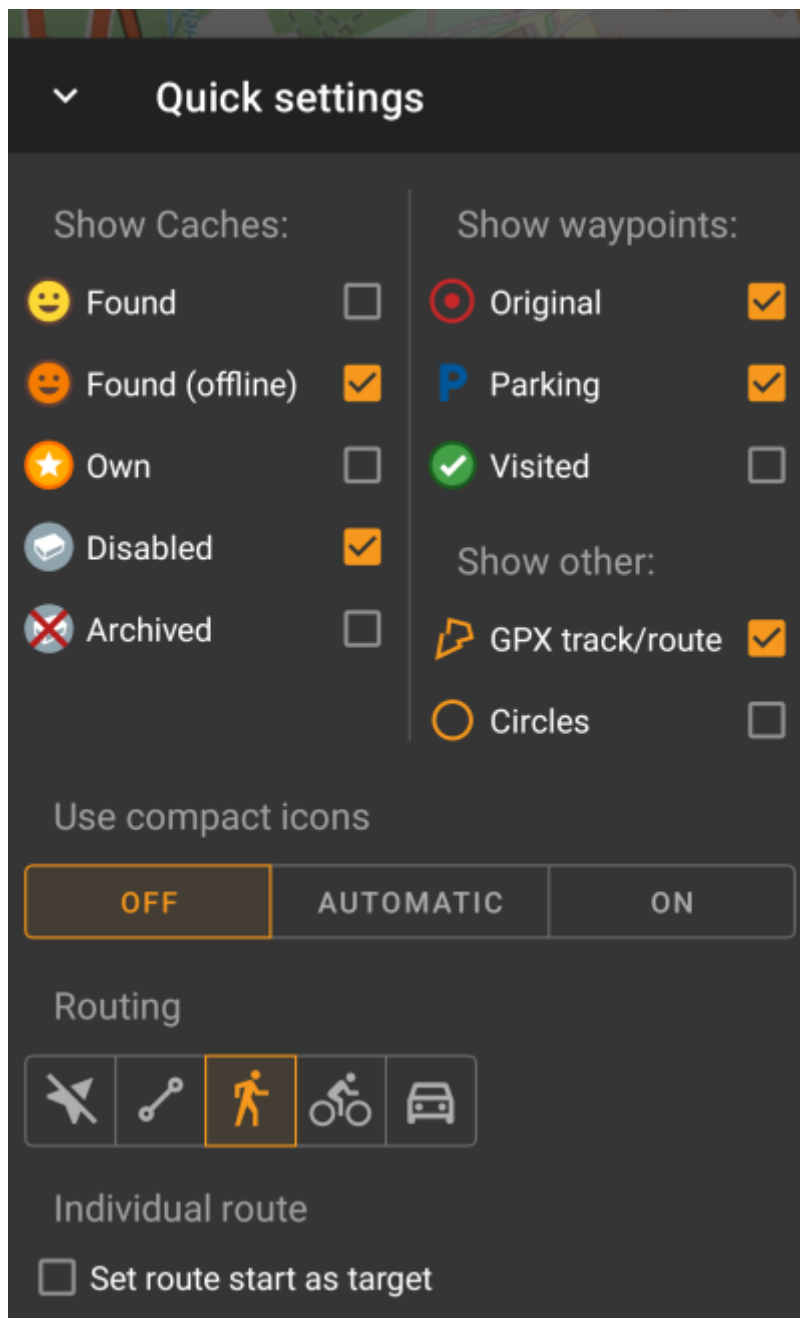 Quick settings
Show Caches:
Found
Found (offline)
Own
Disabled
Archived
Show waypoints:
Original
P Parking
Visited
Show other:
GPX track/route
Circles
Use compact icons
OFF AUTOMATIC ON
Routing
Individual route
Set route start as target